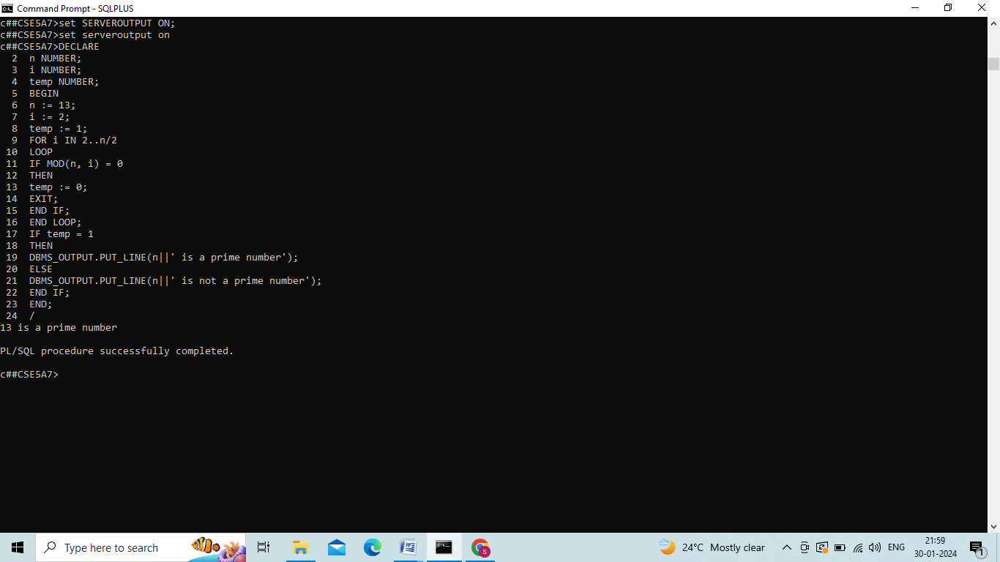 Command Prompt - SQLPLUS
c##CSE5A7>set SERVEROUTPUT ON;
c##CSE5A7>set serveroutput on
c##CSE5A7>DECLARE
  2  n NUMBER;
  3  i NUMBER;
  4  temp NUMBER;
  5  BEGIN
  6  n := 13;
  7  i := 2;
  8  temp := 1;
  9  FOR i IN 2..n/2
 10  LOOP
 11  IF MOD(n, i) = 0
 12  THEN
 13  temp := 0;
 14  EXIT;
 15  END IF;
 16  END LOOP;
 17  IF temp = 1
 18  THEN
 19  DBMS_OUTPUT.PUT_LINE(n||' is a prime number');
 20  ELSE
 21  DBMS_OUTPUT.PUT_LINE(n||' is not a prime number');
 22  END IF;
 23  END;
 24  /
13 is a prime number
PL/SQL procedure successfully completed.
c##CSE5A7>
Type here to search
24°C Mostly clear
ENG
21:59
30-01-2024
1